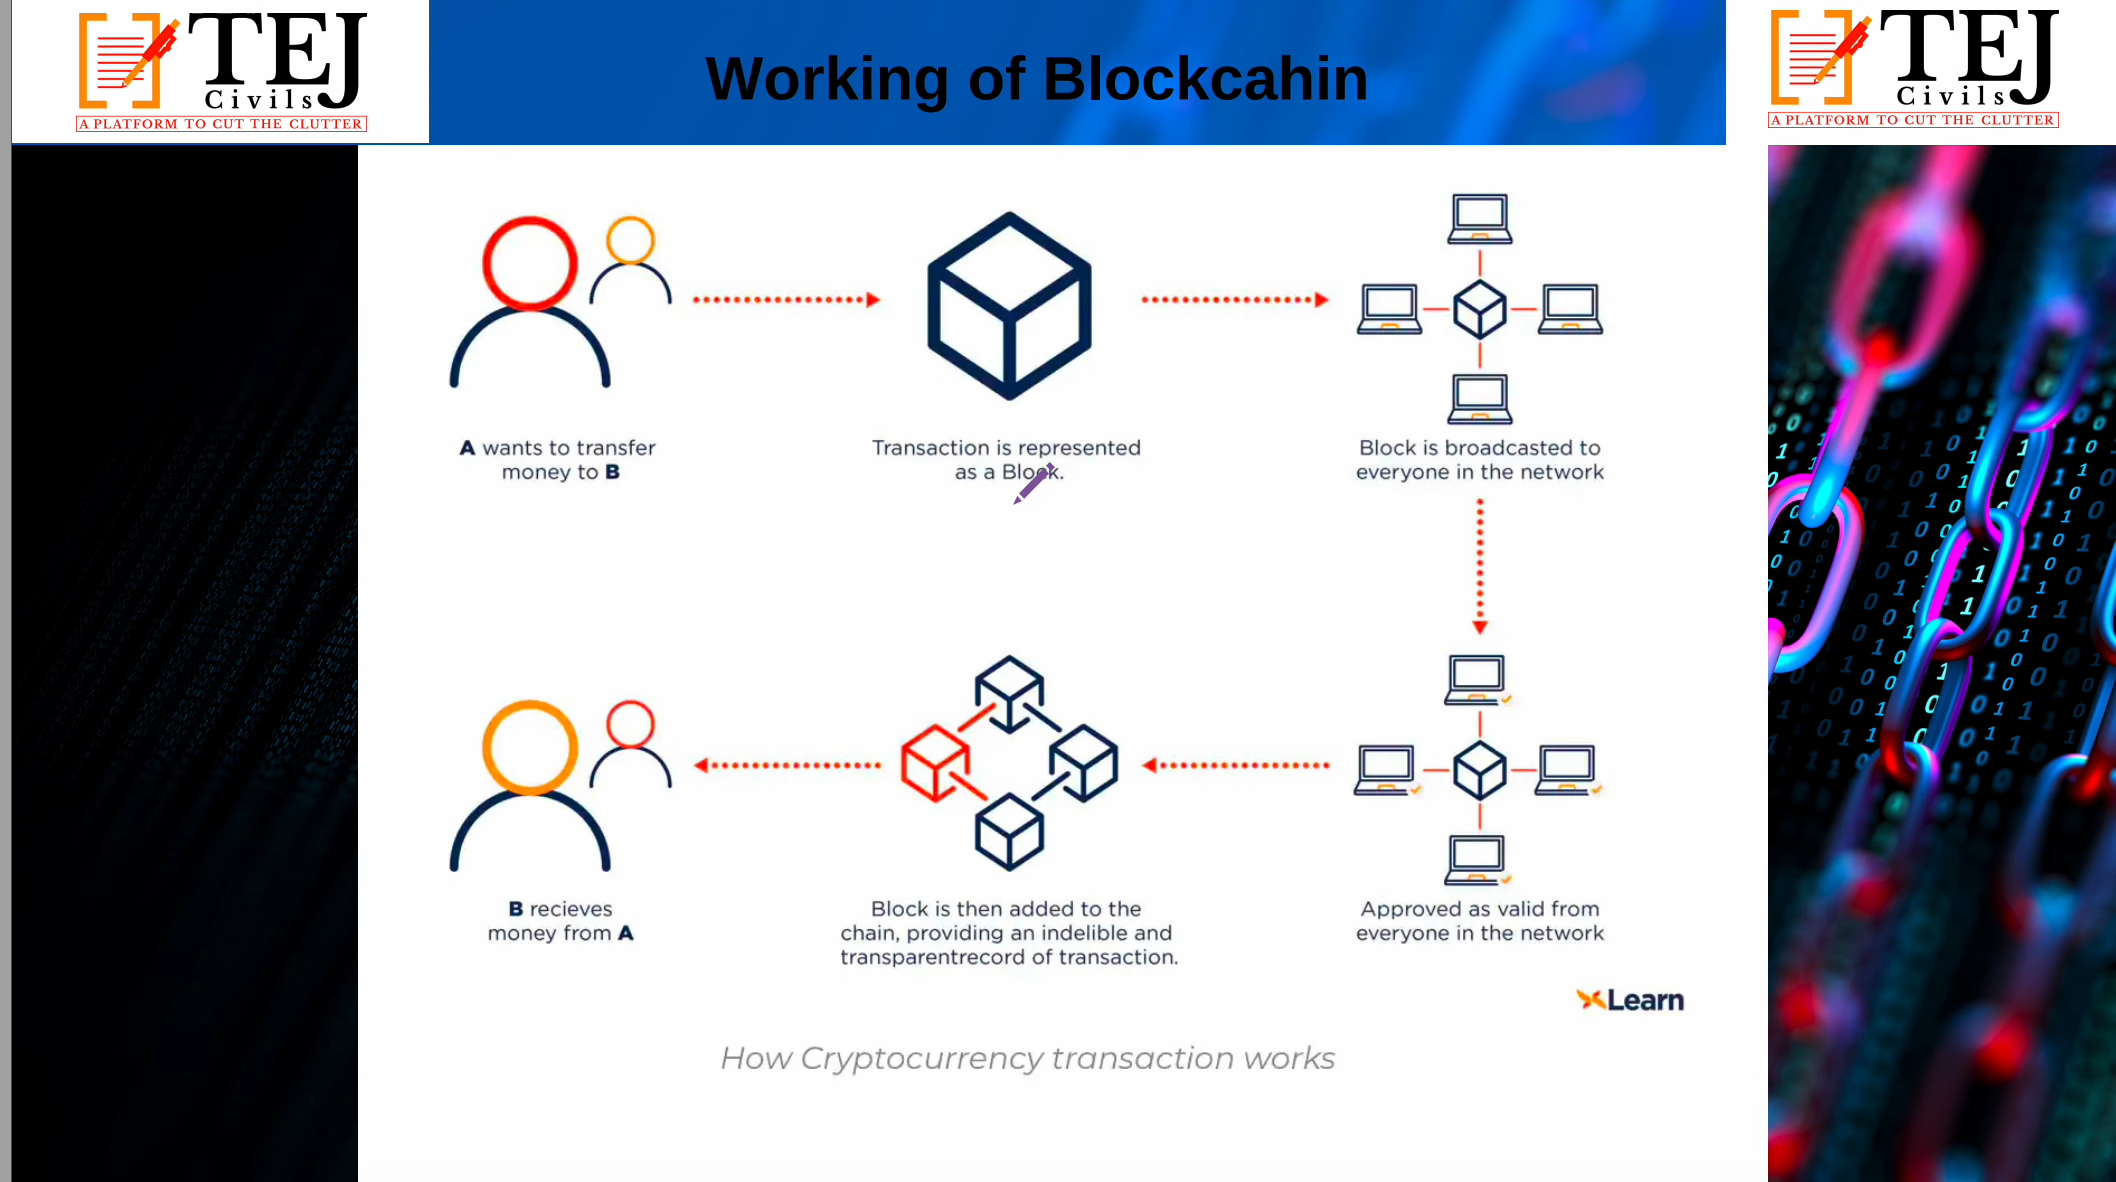 TEJ
Civils
A PLATFORM TO CUT THE CLUTTER
Working of Blockcahin
TEJ
Civils
A PLATFORM TO CUT THE CLUTTER
A wants to transfer
money to B
Transaction is represented
as a Block.
Block is broadcasted to
everyone in the network
B recieves
money from A
Block is then added to the
chain, providing an indelible and
transparentrecord of transaction.
Approved as valid from
everyone in the network
xLearn
How Cryptocurrency transaction works